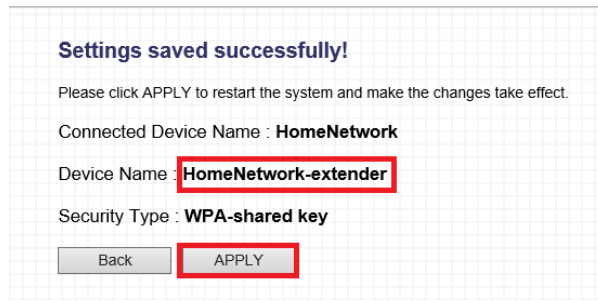 Settings saved successfully!
Please click APPLY to restart the system and make the changes take effect.
Connected Device Name : HomeNetwork
Device Name : HomeNetwork-extender
Security Type : WPA-shared key
Back APPLY